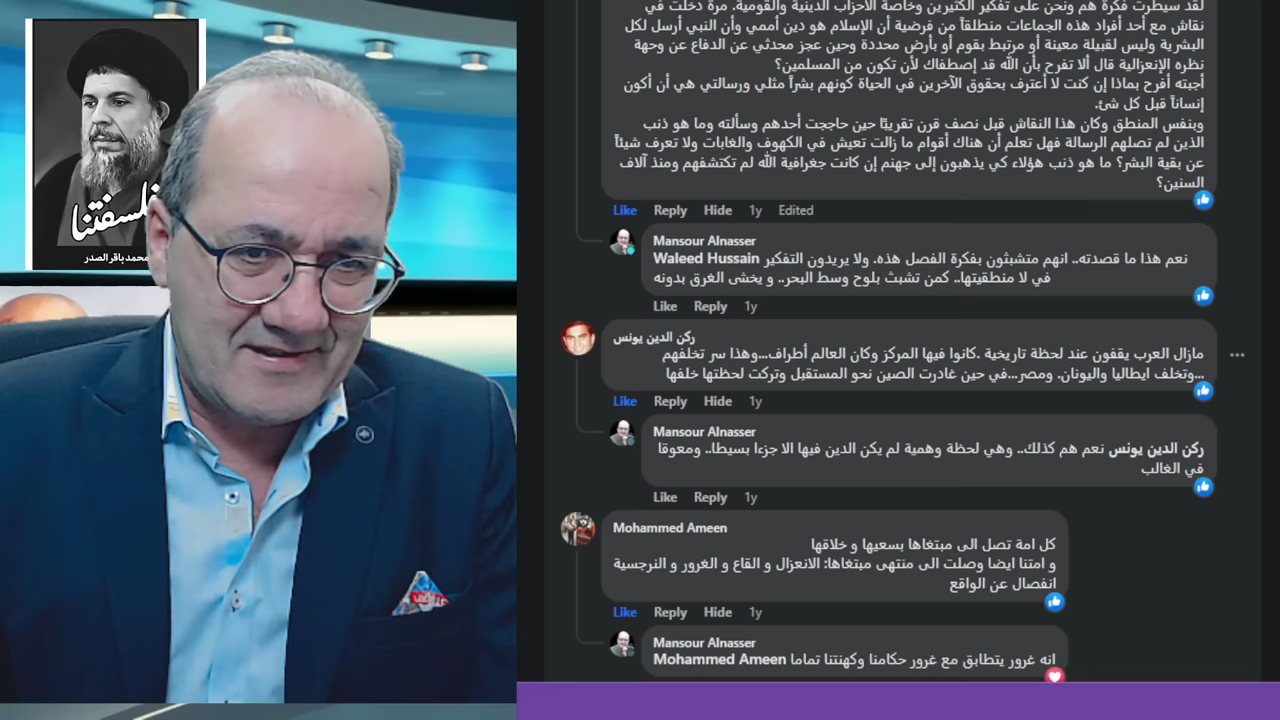 فلسفتنا
محمد باقر الصدر
لقد سيطرت فكرة هم ونحن على تفكير الكثيرين وخاصة الأحزاب الدينية والقومية. مرة دخلت في
نقاش مع أحد أفراد هذه الجماعات منطلقاً من فرضية أن الإسلام هو دين أممي وأن النبي أرسل لكل
البشرية وليس لقبيلة معينة أو مرتبط بقوم أو بأرض محددة وحين عجز محدثي عن الدفاع عن وجهة
نظره الإنعزالية قال ألا تفرح بأن الله قد إصطفاك لأن تكون من المسلمين؟
أجبته أفرح بماذا إن كنت لا أعترف بحقوق الآخرين في الحياة كونهم بشراً مثلي ورسالتي هي أن أكون
إنساناً قبل كل شئ.
وبنفس المنطق وكان هذا النقاش قبل نصف قرن تقريبًا حين حاججت أحدهم وسألته وما هو ذنب
الذين لم تصلهم الرسالة فهل تعلم أن هناك أقوام ما زالت تعيش في الكهوف والغابات ولا تعرف شيئاً
عن بقية البشر؟ ما هو ذنب هؤلاء كي يذهبون إلى جهنم إن كانت جغرافية الله لم تكتشفهم ومنذ آلاف
السنين؟
Like Reply Hide 1y Edited
Mansour Alnasser
Waleed Hussain نعم هذا ما قصدته.. انهم متشبثون بفكرة الفصل هذه. ولا يريدون التفكير
في لا منطقيتها.. كمن تشبث بلوح وسط البحر.. و يخشى الغرق بدونه
Like Reply 1y
ركن الدين يونس
مازال العرب يقفون عند لحظة تاريخية .كانوا فيها المركز وكان العالم أطراف...وهذا سر تخلفهم
...وتخلف ايطاليا واليونان. ومصر...في حين غادرت الصين نحو المستقبل وتركت لحظتها خلفها
Like Reply Hide 1y
Mansour Alnasser
ركن الدين يونس نعم هم كذلك.. وهي لحظة وهمية لم يكن الدين فيها الا جزءا بسيطا.. ومعوقا
في الغالب
Like Reply 1y
Mohammed Ameen
كل امة تصل الى مبتغاها بسعيها و خلاقها
و امتنا ايضا وصلت الى منتهى مبتغاها: الانعزال و القاع و الغرور و النرجسية
انفصال عن الواقع
Like Reply Hide 1y
Mansour Alnasser
Mohammed Ameen انه غرور يتطابق مع غرور حكامنا وكهنتنا تماما